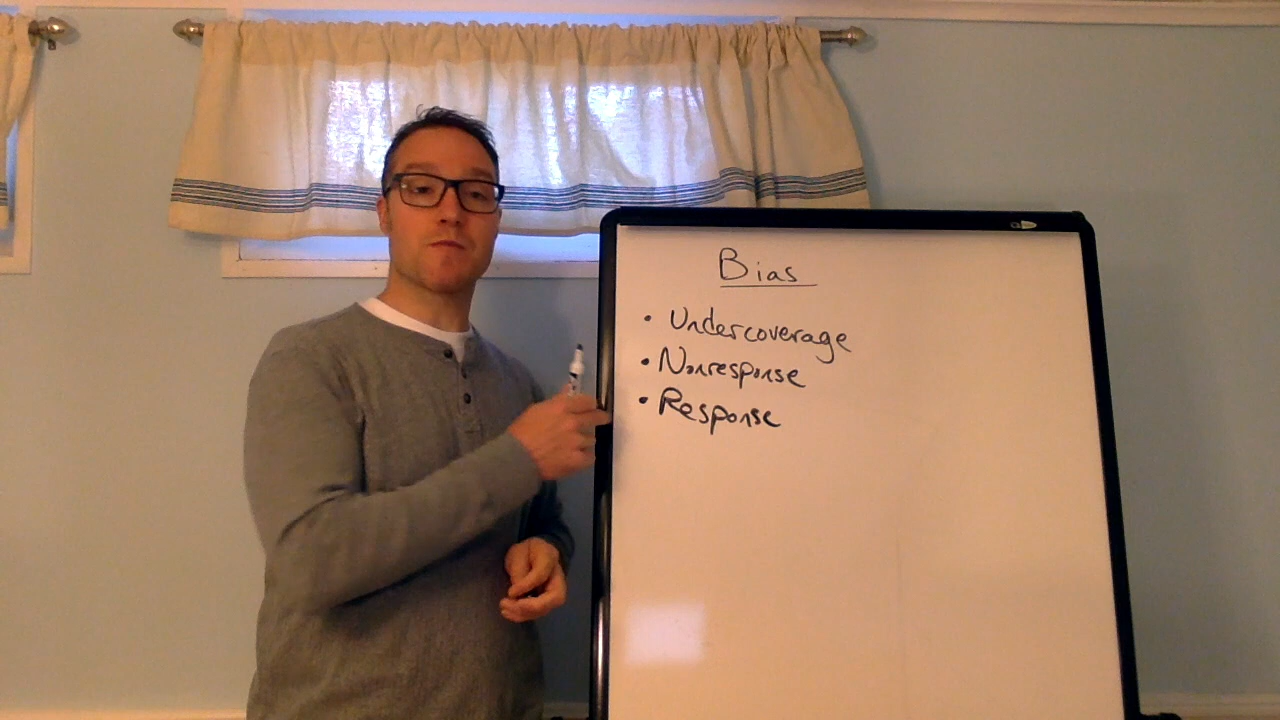 Bias
• Undercoverage
• Nonresponse
• Response